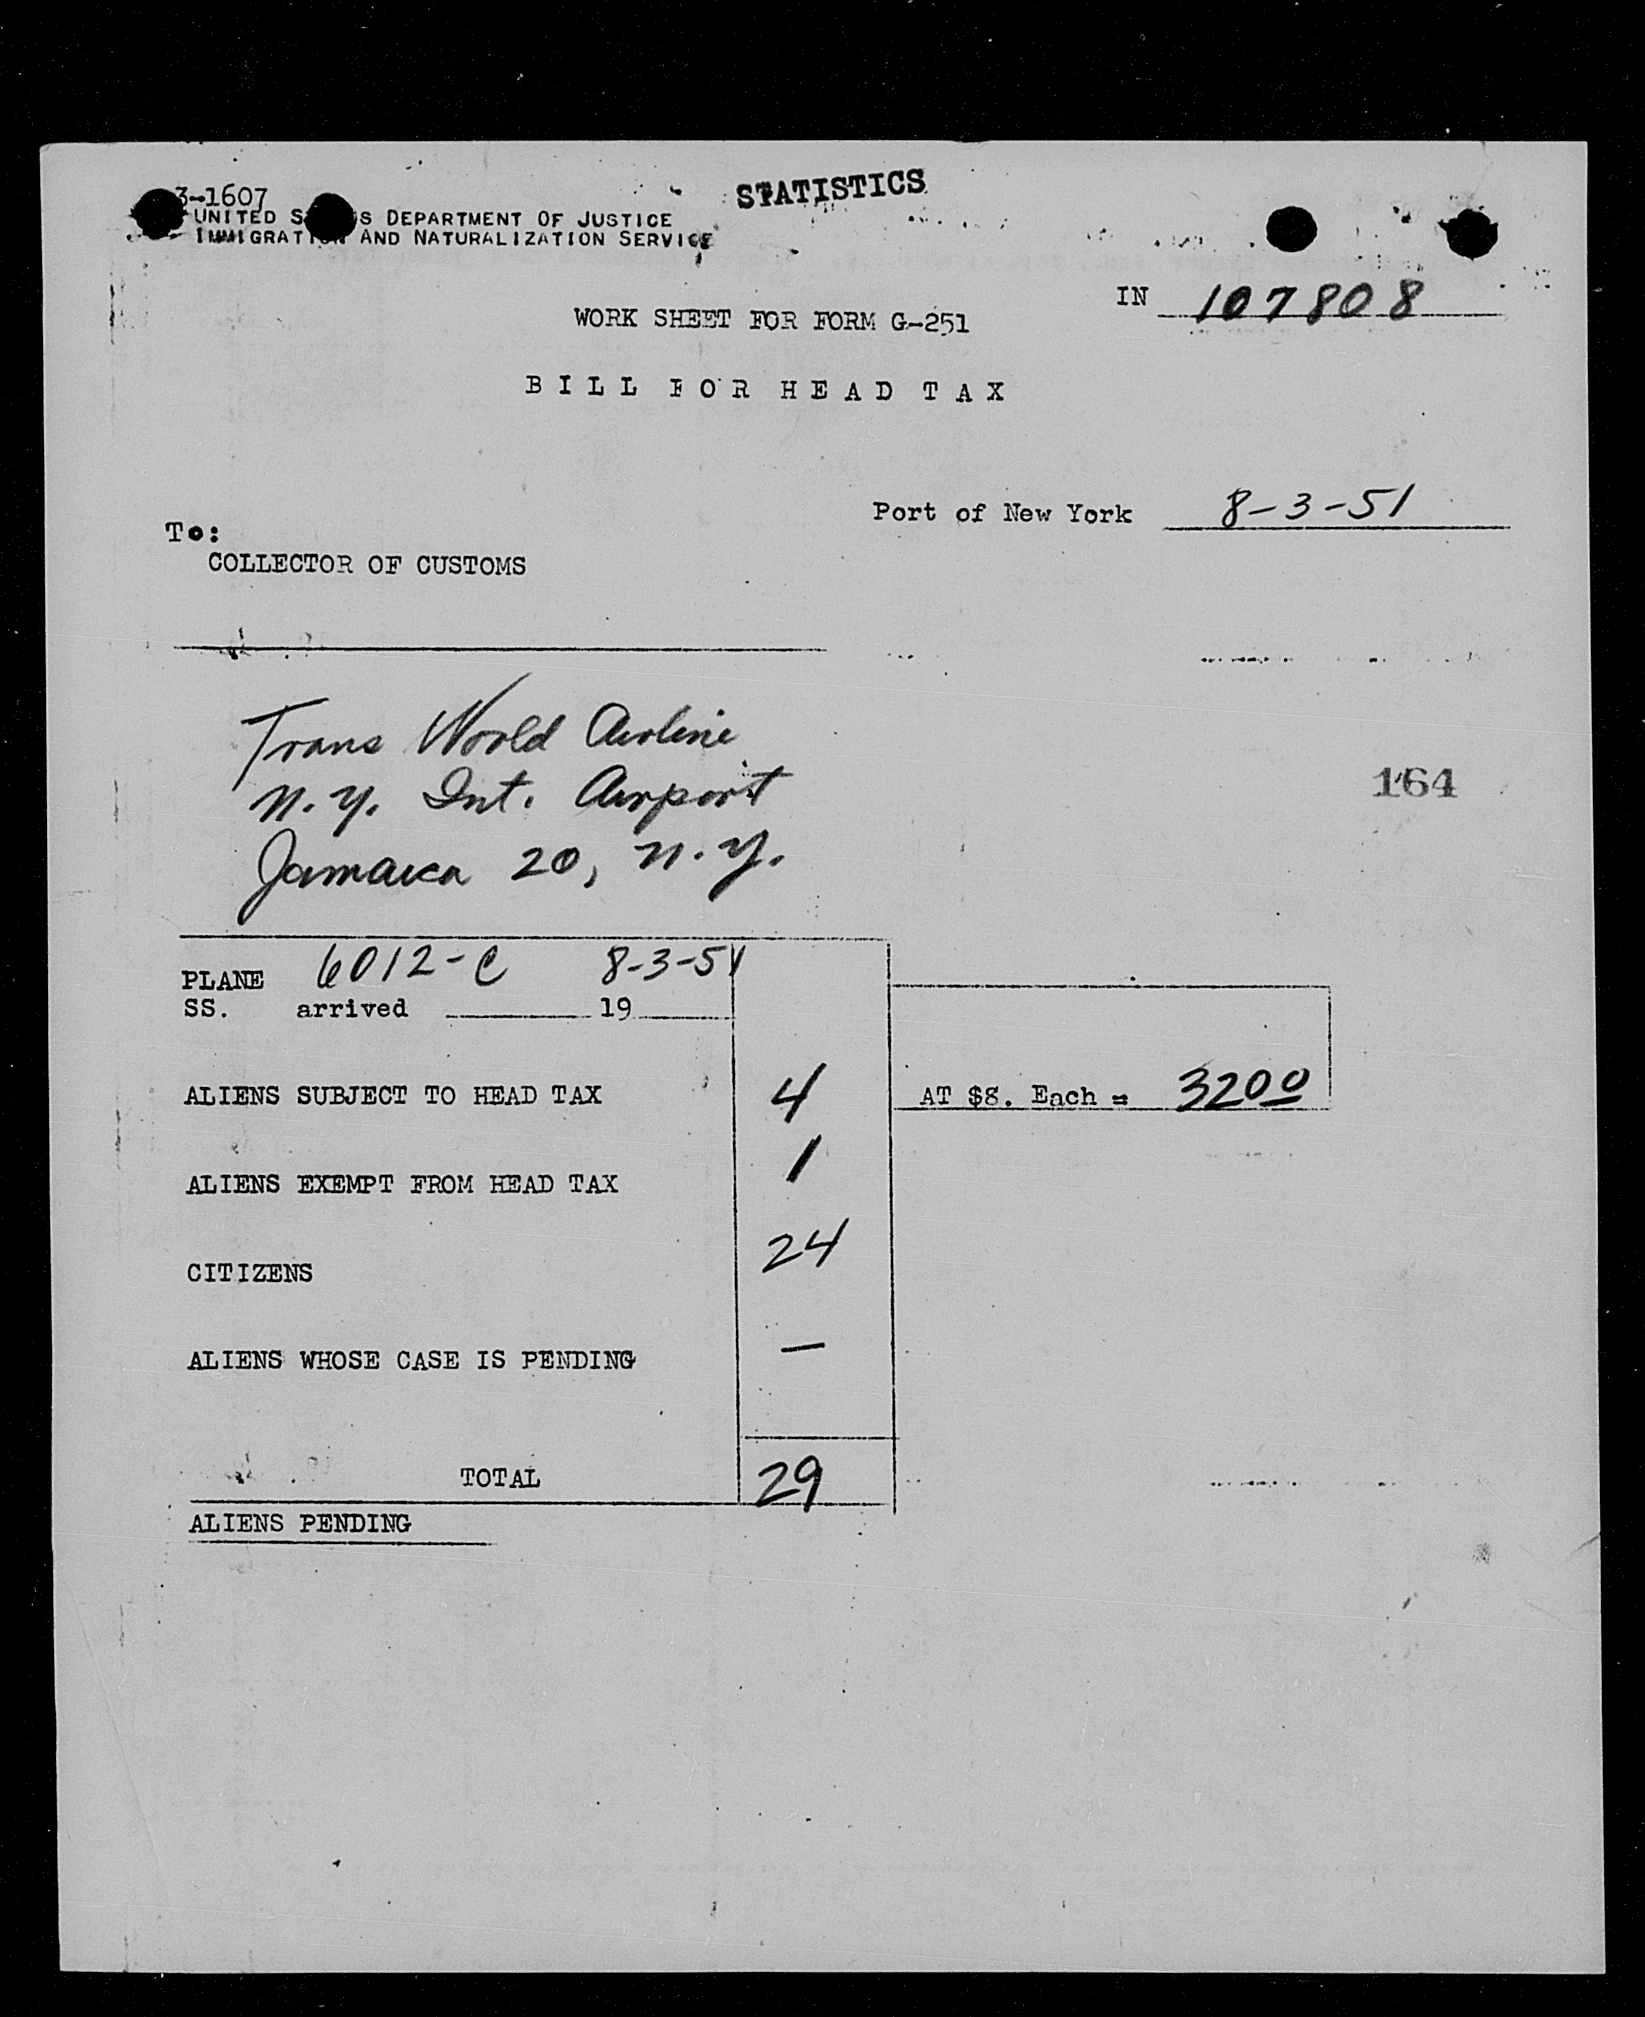 3-1607
STATISTICS
UNITED S S DEPARTMENT OF JUSTICE
IMMIGRATION AND NATURALIZATION SERVICE
IN 107808
WORK SHEET FOR FORM G-251
BILL FOR HEAD TAX
Port of New York 8-3-51
To:
COLLECTOR OF CUSTOMS
Trans World Airline
164
N.Y. Int. Airport
Jamaica 20, N.Y.
PLANE 6012-C 8-3-51
SS. arrived 19
ALIENS SUBJECT TO HEAD TAX 4 AT $8. Each = 3200
ALIENS EXEMPT FROM HEAD TAX 1
CITIZENS 24
ALIENS WHOSE CASE IS PENDING —
TOTAL 29
ALIENS PENDING